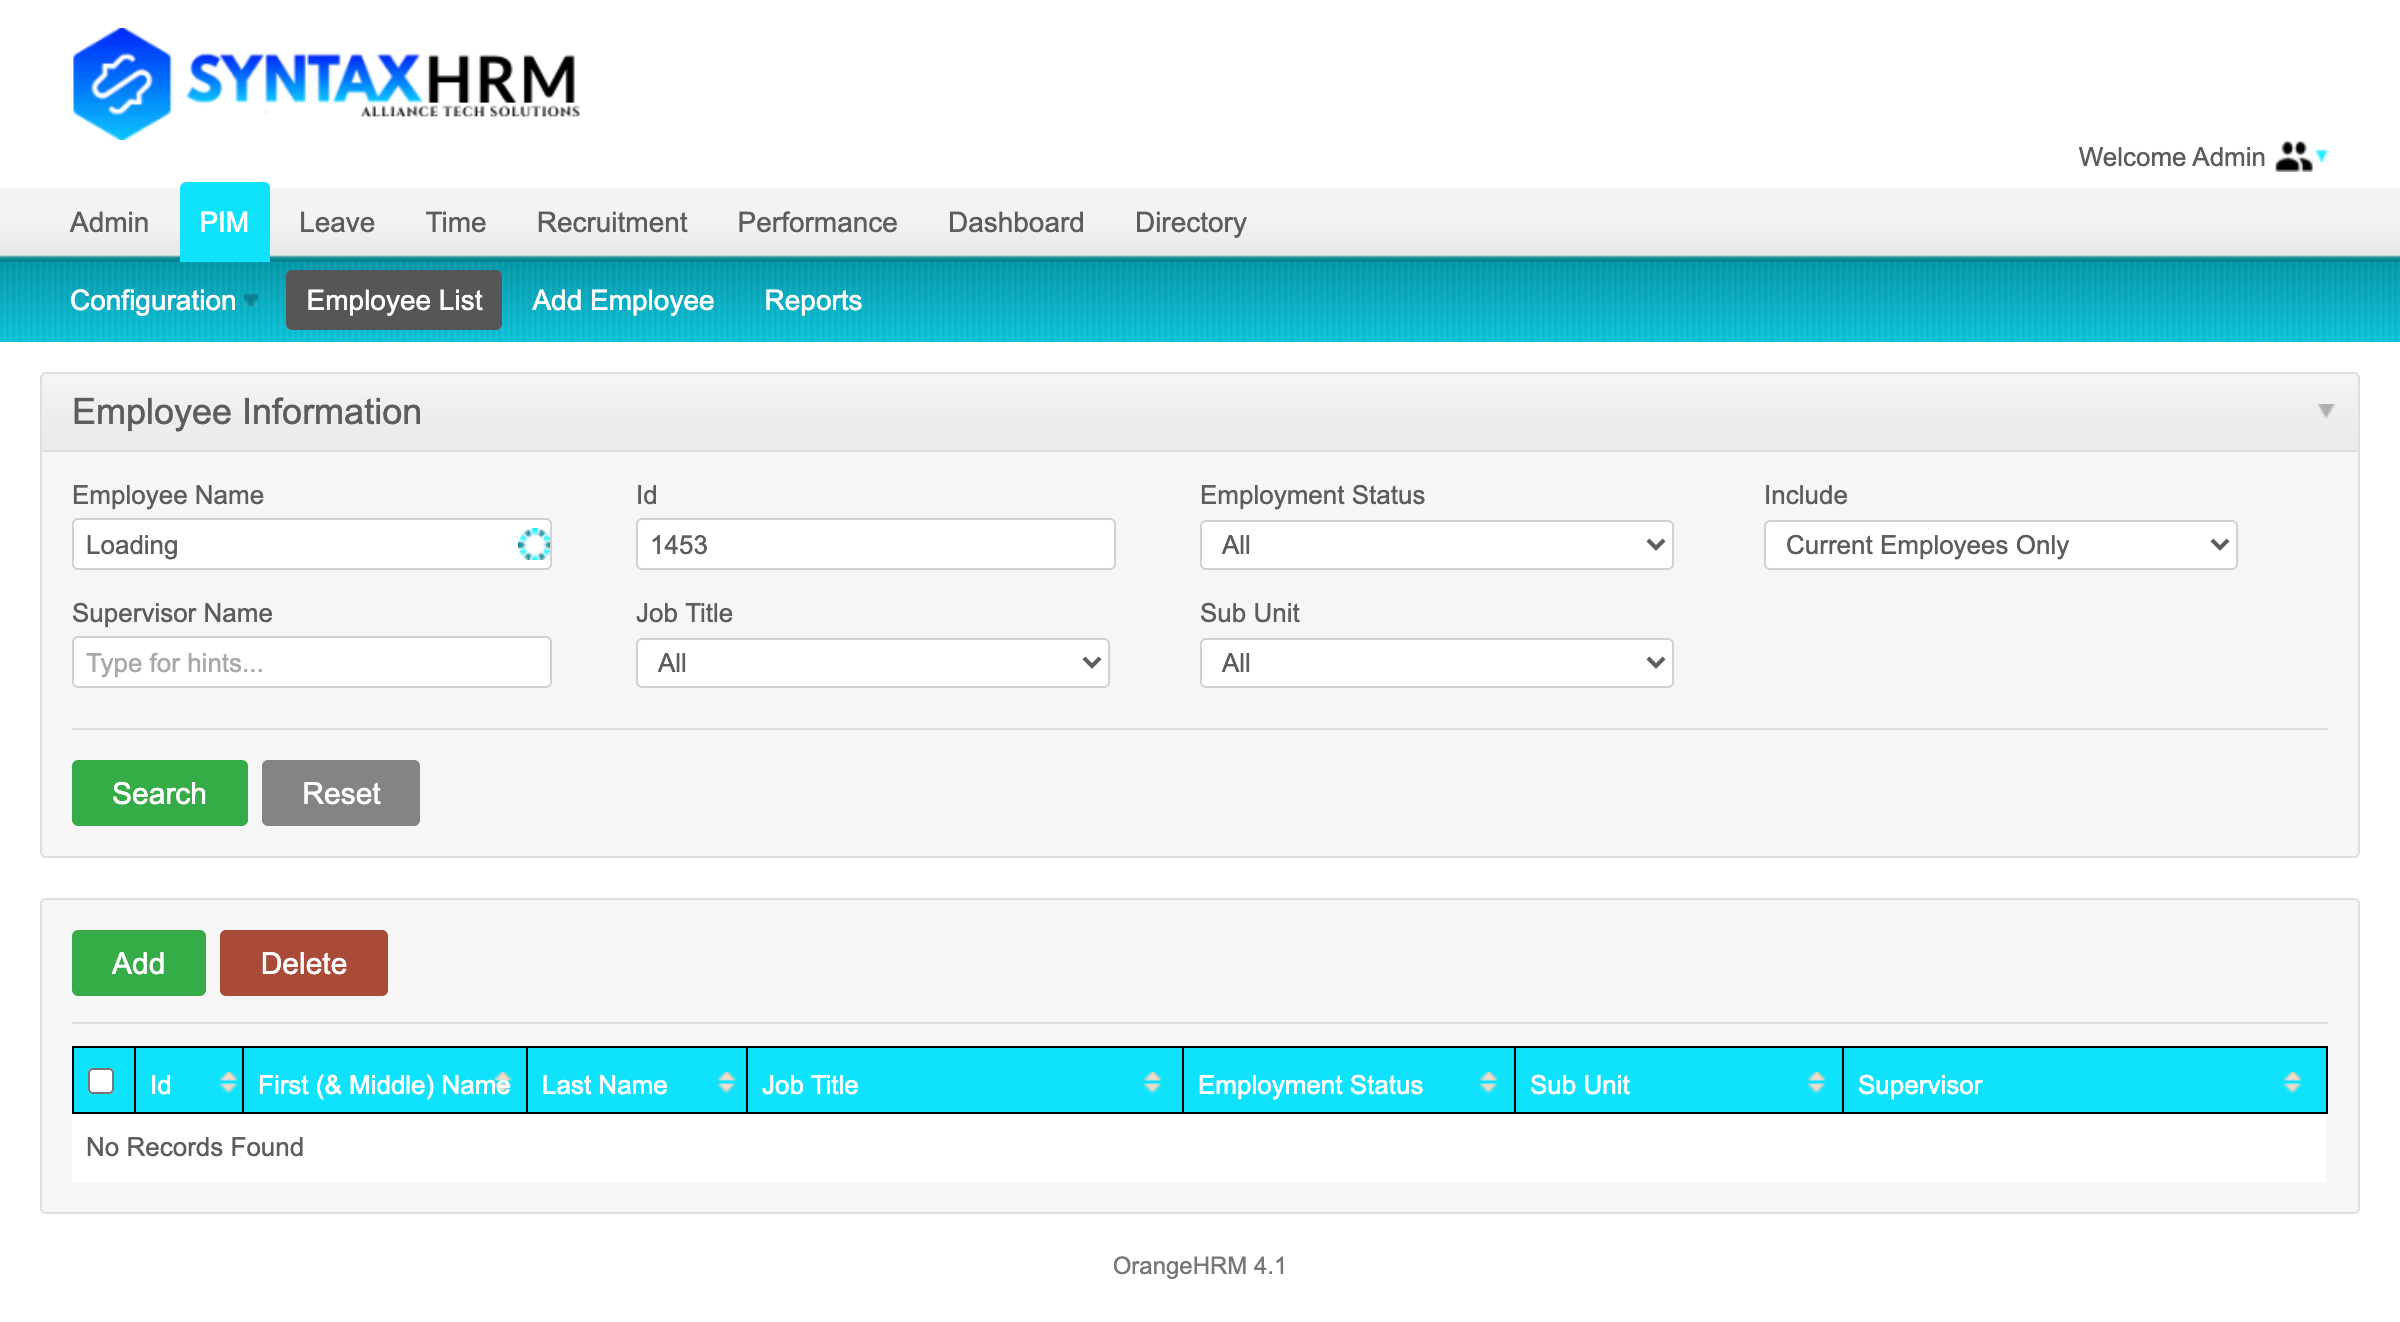 SYNTAXHRM
ALLIANCE TECH SOLUTIONS
Welcome Admin
Admin PIM Leave Time Recruitment Performance Dashboard Directory
Configuration Employee List Add Employee Reports
Employee Information
Employee Name Id Employment Status Include
Loading 1453 All Current Employees Only
Supervisor Name Job Title Sub Unit
Type for hints... All All
Search Reset
Add Delete
Id First (& Middle) Name Last Name Job Title Employment Status Sub Unit Supervisor
No Records Found
OrangeHRM 4.1